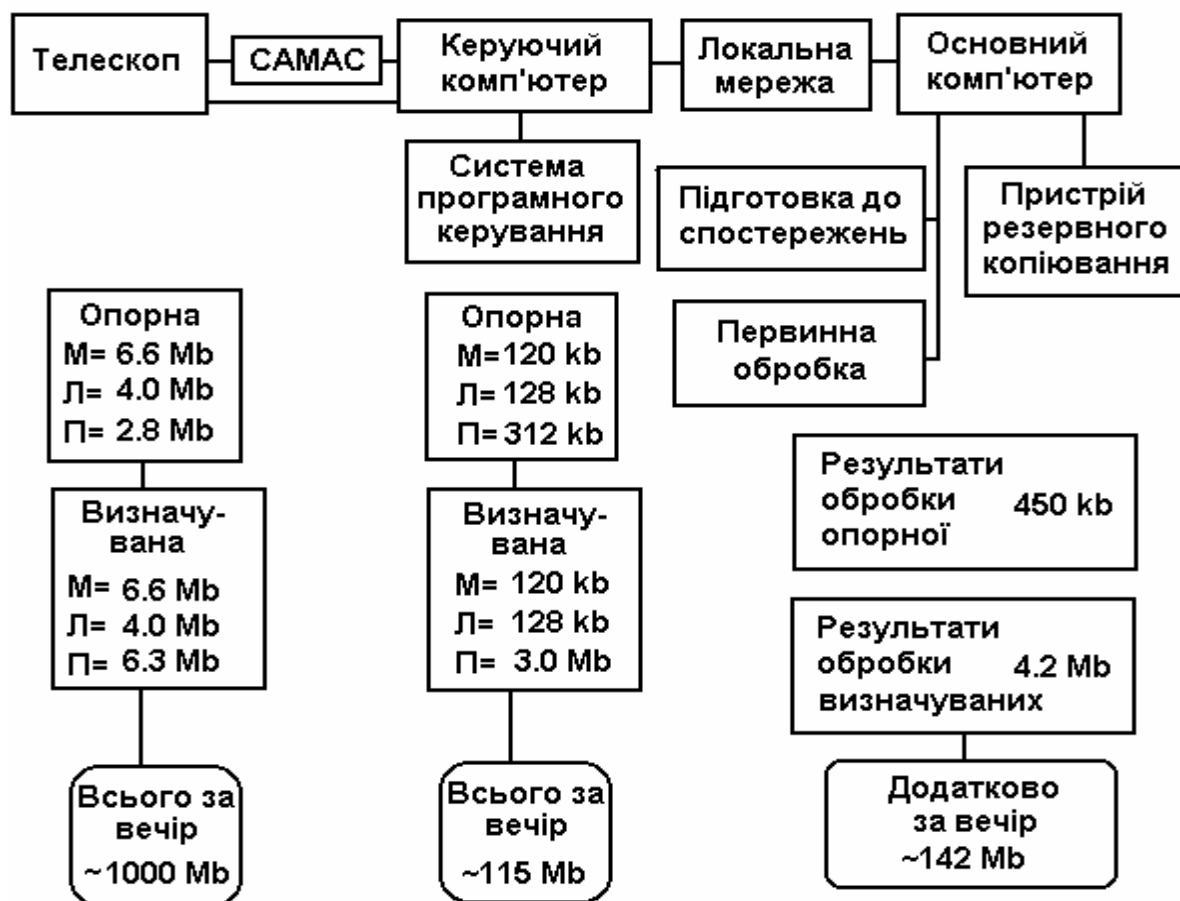 Телескоп
САМАС
Керуючий
комп'ютер
Локальна
мережа
Основний
комп'ютер
Система
програмного
керування
Підготовка до
спостережень
Пристрій
резервного
копіювання
Первинна
обробка
Опорна
М= 6.6 Mb
Л= 4.0 Mb
П= 2.8 Mb
Визначу-
вана
М= 6.6 Mb
Л= 4.0 Mb
П= 6.3 Mb
Всього за
вечір
~1000 Mb
Опорна
М= 120 kb
Л= 128 kb
П= 312 kb
Визначу-
вана
М= 120 kb
Л= 128 kb
П= 3.0 Mb
Всього за
вечір
~115 Mb
Результати
обробки 450 kb
опорної
Результати
обробки 4.2 Mb
визначуваних
Додатково
за вечір
~142 Mb